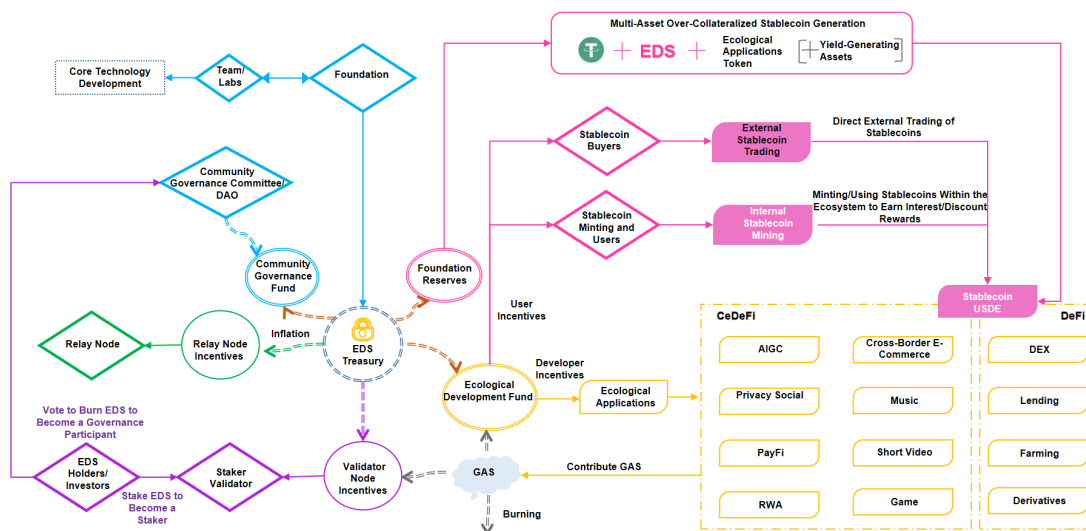 Multi-Asset Over-Collateralized Stablecoin Generation
T
EDS
Ecological
Applications
Token
Yield-Generating
Assets
Core Technology
Development
Team/
Labs
Foundation
Stablecoin
Buyers
External
Stablecoin
Trading
Direct External Trading of
Stablecoins
Community
Governance Committee/
DAO
Stablecoin
Minting and
Users
Internal
Stablecoin
Mining
Minting/Using Stablecoins Within the
Ecosystem to Earn Interest/Discount
Rewards
Community
Governance
Fund
Foundation
Reserves
Stablecoin
USDE
User
Incentives
CeDeFi
DeFi
Relay Node
Relay Node
Incentives
Inflation
EDS
Treasury
Developer
Incentives
Ecological
Development Fund
Ecological
Applications
AIGC
Cross-Border E-
Commerce
DEX
Privacy Social
Music
Lending
PayFi
Short Video
Farming
RWA
Game
Derivatives
Vote to Burn EDS to
Become a Governance
Participant
EDS
Holders/
Investors
Stake EDS to
Become a
Staker
Staker
Validator
Validator
Node
Incentives
GAS
Contribute GAS
Burning